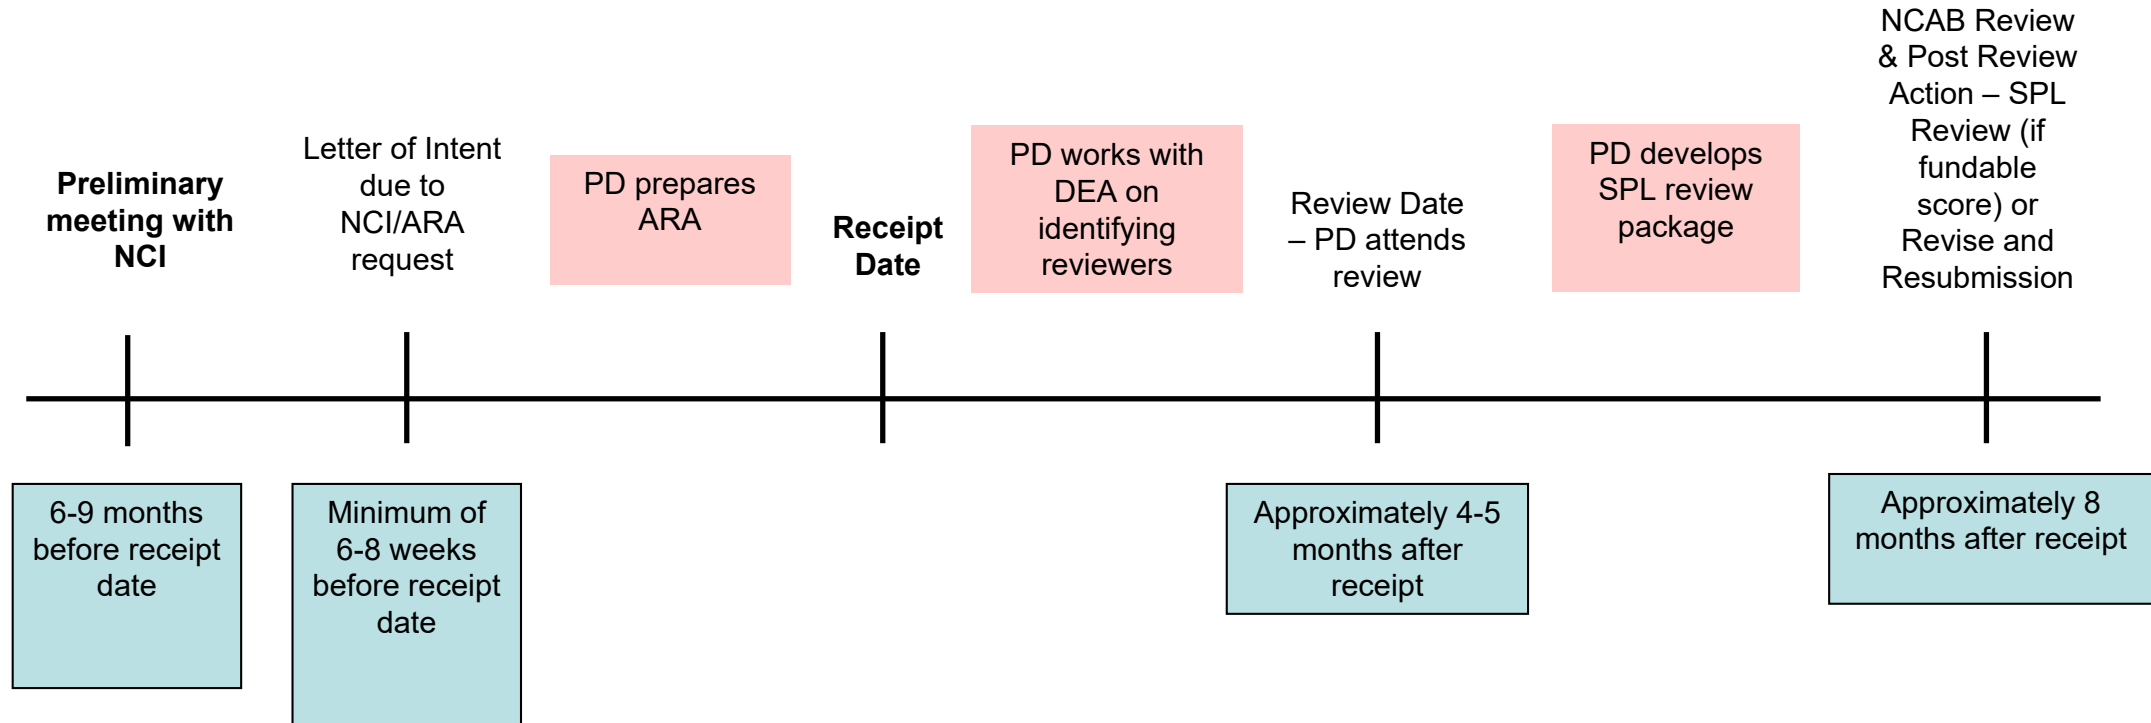 Preliminary
meeting with
NCI
Letter of Intent
due to
NCI/ARA
request
PD prepares
ARA
Receipt
Date
PD works with
DEA on
identifying
reviewers
Review Date
– PD attends
review
PD develops
SPL review
package
NCAB Review
& Post Review
Action – SPL
Review (if
fundable
score) or
Revise and
Resubmission
6-9 months
before receipt
date
Minimum of
6-8 weeks
before receipt
date
Approximately 4-5
months after
receipt
Approximately 8
months after receipt